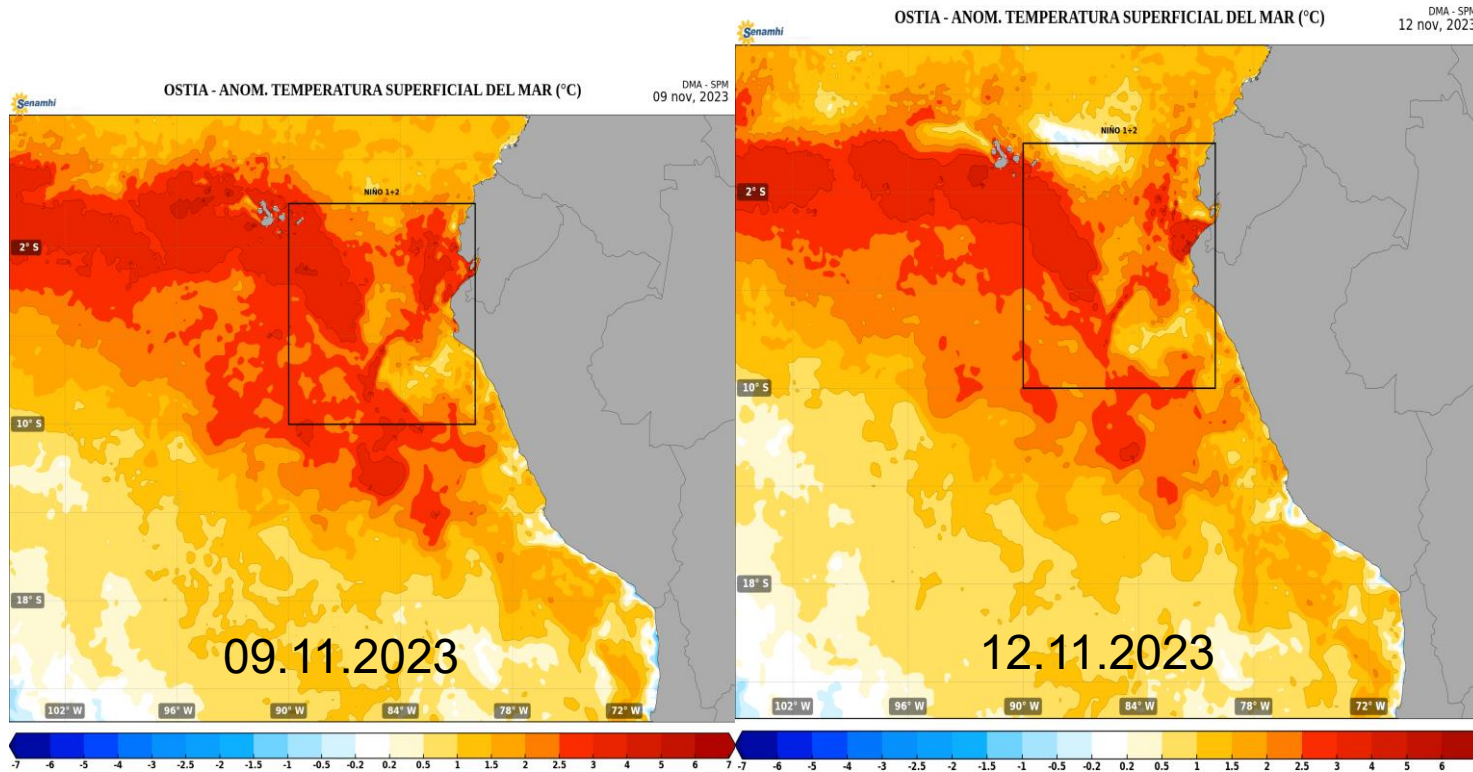 Senamhi
OSTIA - ANOM. TEMPERATURA SUPERFICIAL DEL MAR (°C)
DMA - SPM
09 nov, 2023
NIÑO 1+2
2° S
10° S
18° S
09.11.2023
102° W 96° W 90° W 84° W 78° W 72° W
-7 -6 -5 -4 -3 -2.5 -2 -1.5 -1 -0.5 -0.2 0.2 0.5 1 1.5 2 2.5 3 4 5 6 7
Senamhi
OSTIA - ANOM. TEMPERATURA SUPERFICIAL DEL MAR (°C)
DMA - SPM
12 nov, 2023
NIÑO 1+2
2° S
10° S
18° S
12.11.2023
102° W 96° W 90° W 84° W 78° W 72° W
-7 -6 -5 -4 -3 -2.5 -2 -1.5 -1 -0.5 -0.2 0.2 0.5 1 1.5 2 2.5 3 4 5 6